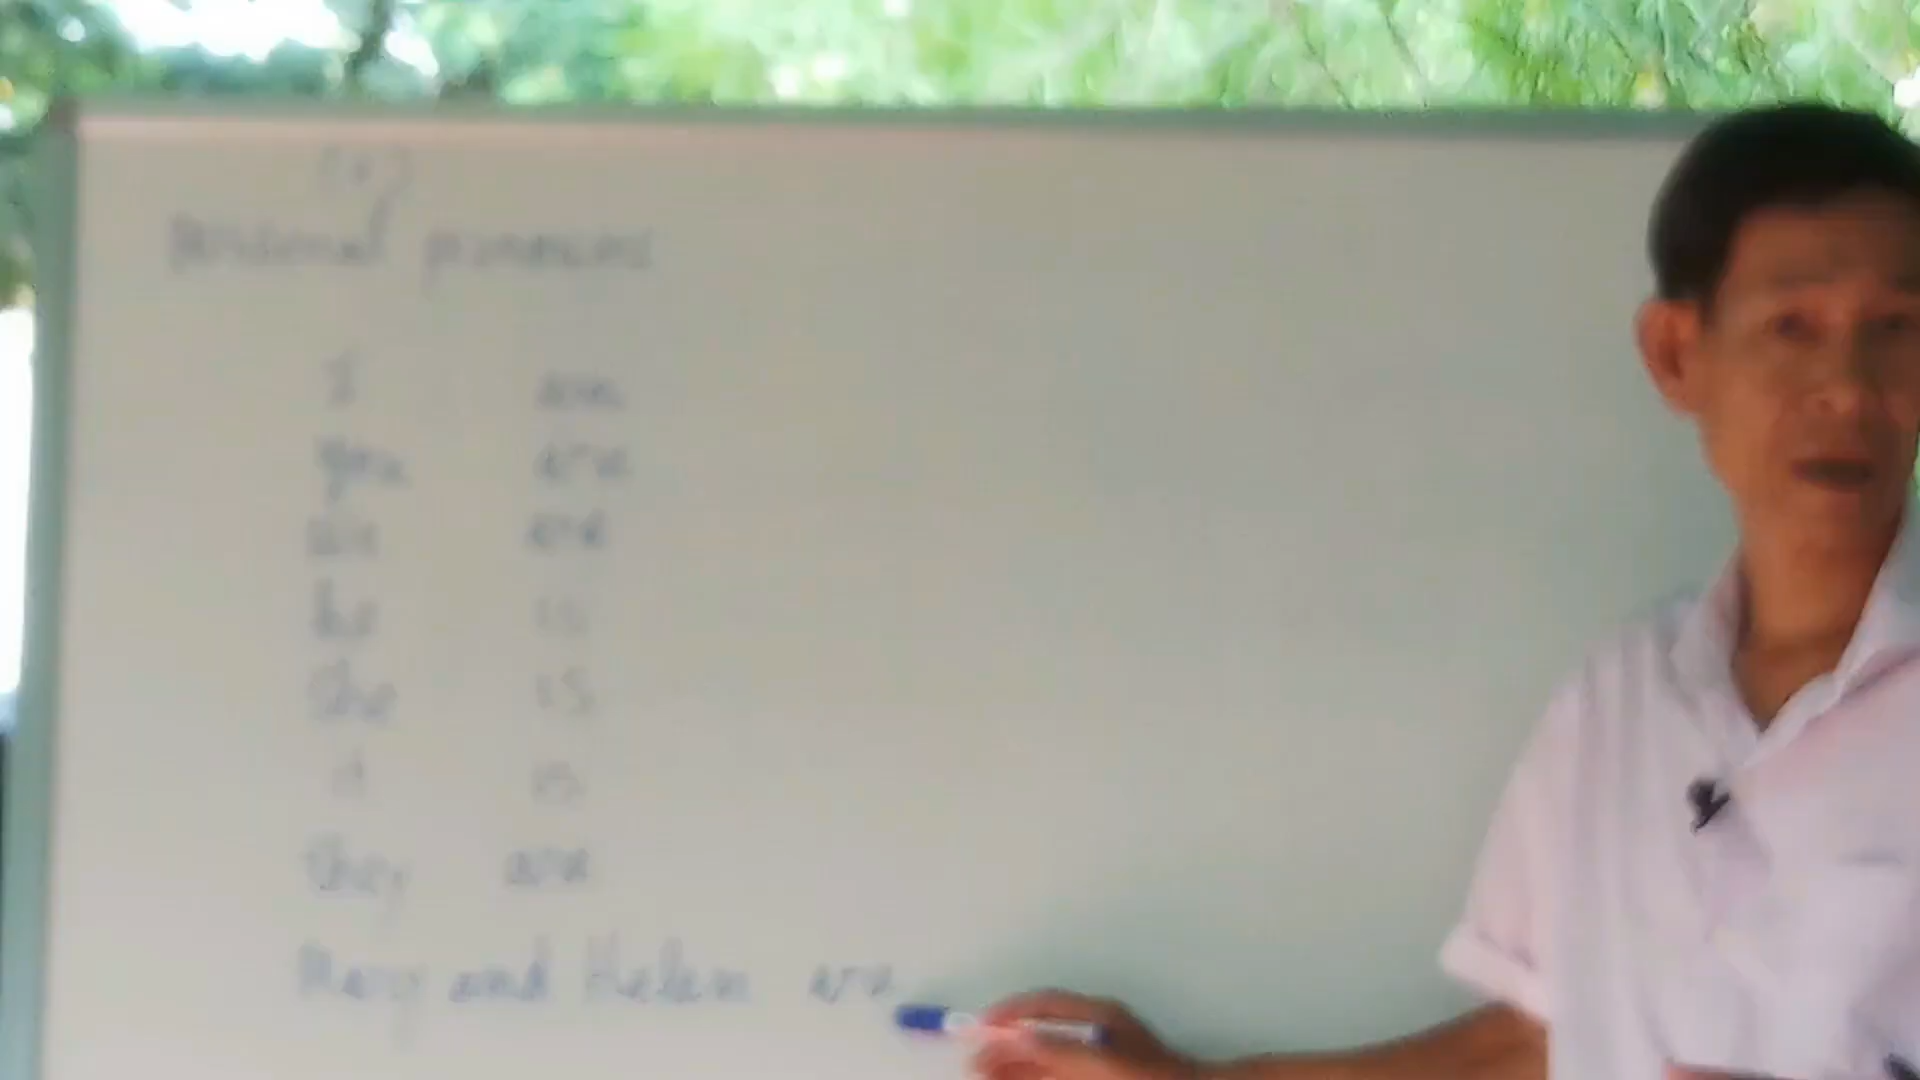 personal pronouns
I am
you are
we are
he is
she is
it is
they are
Mary and Helen are